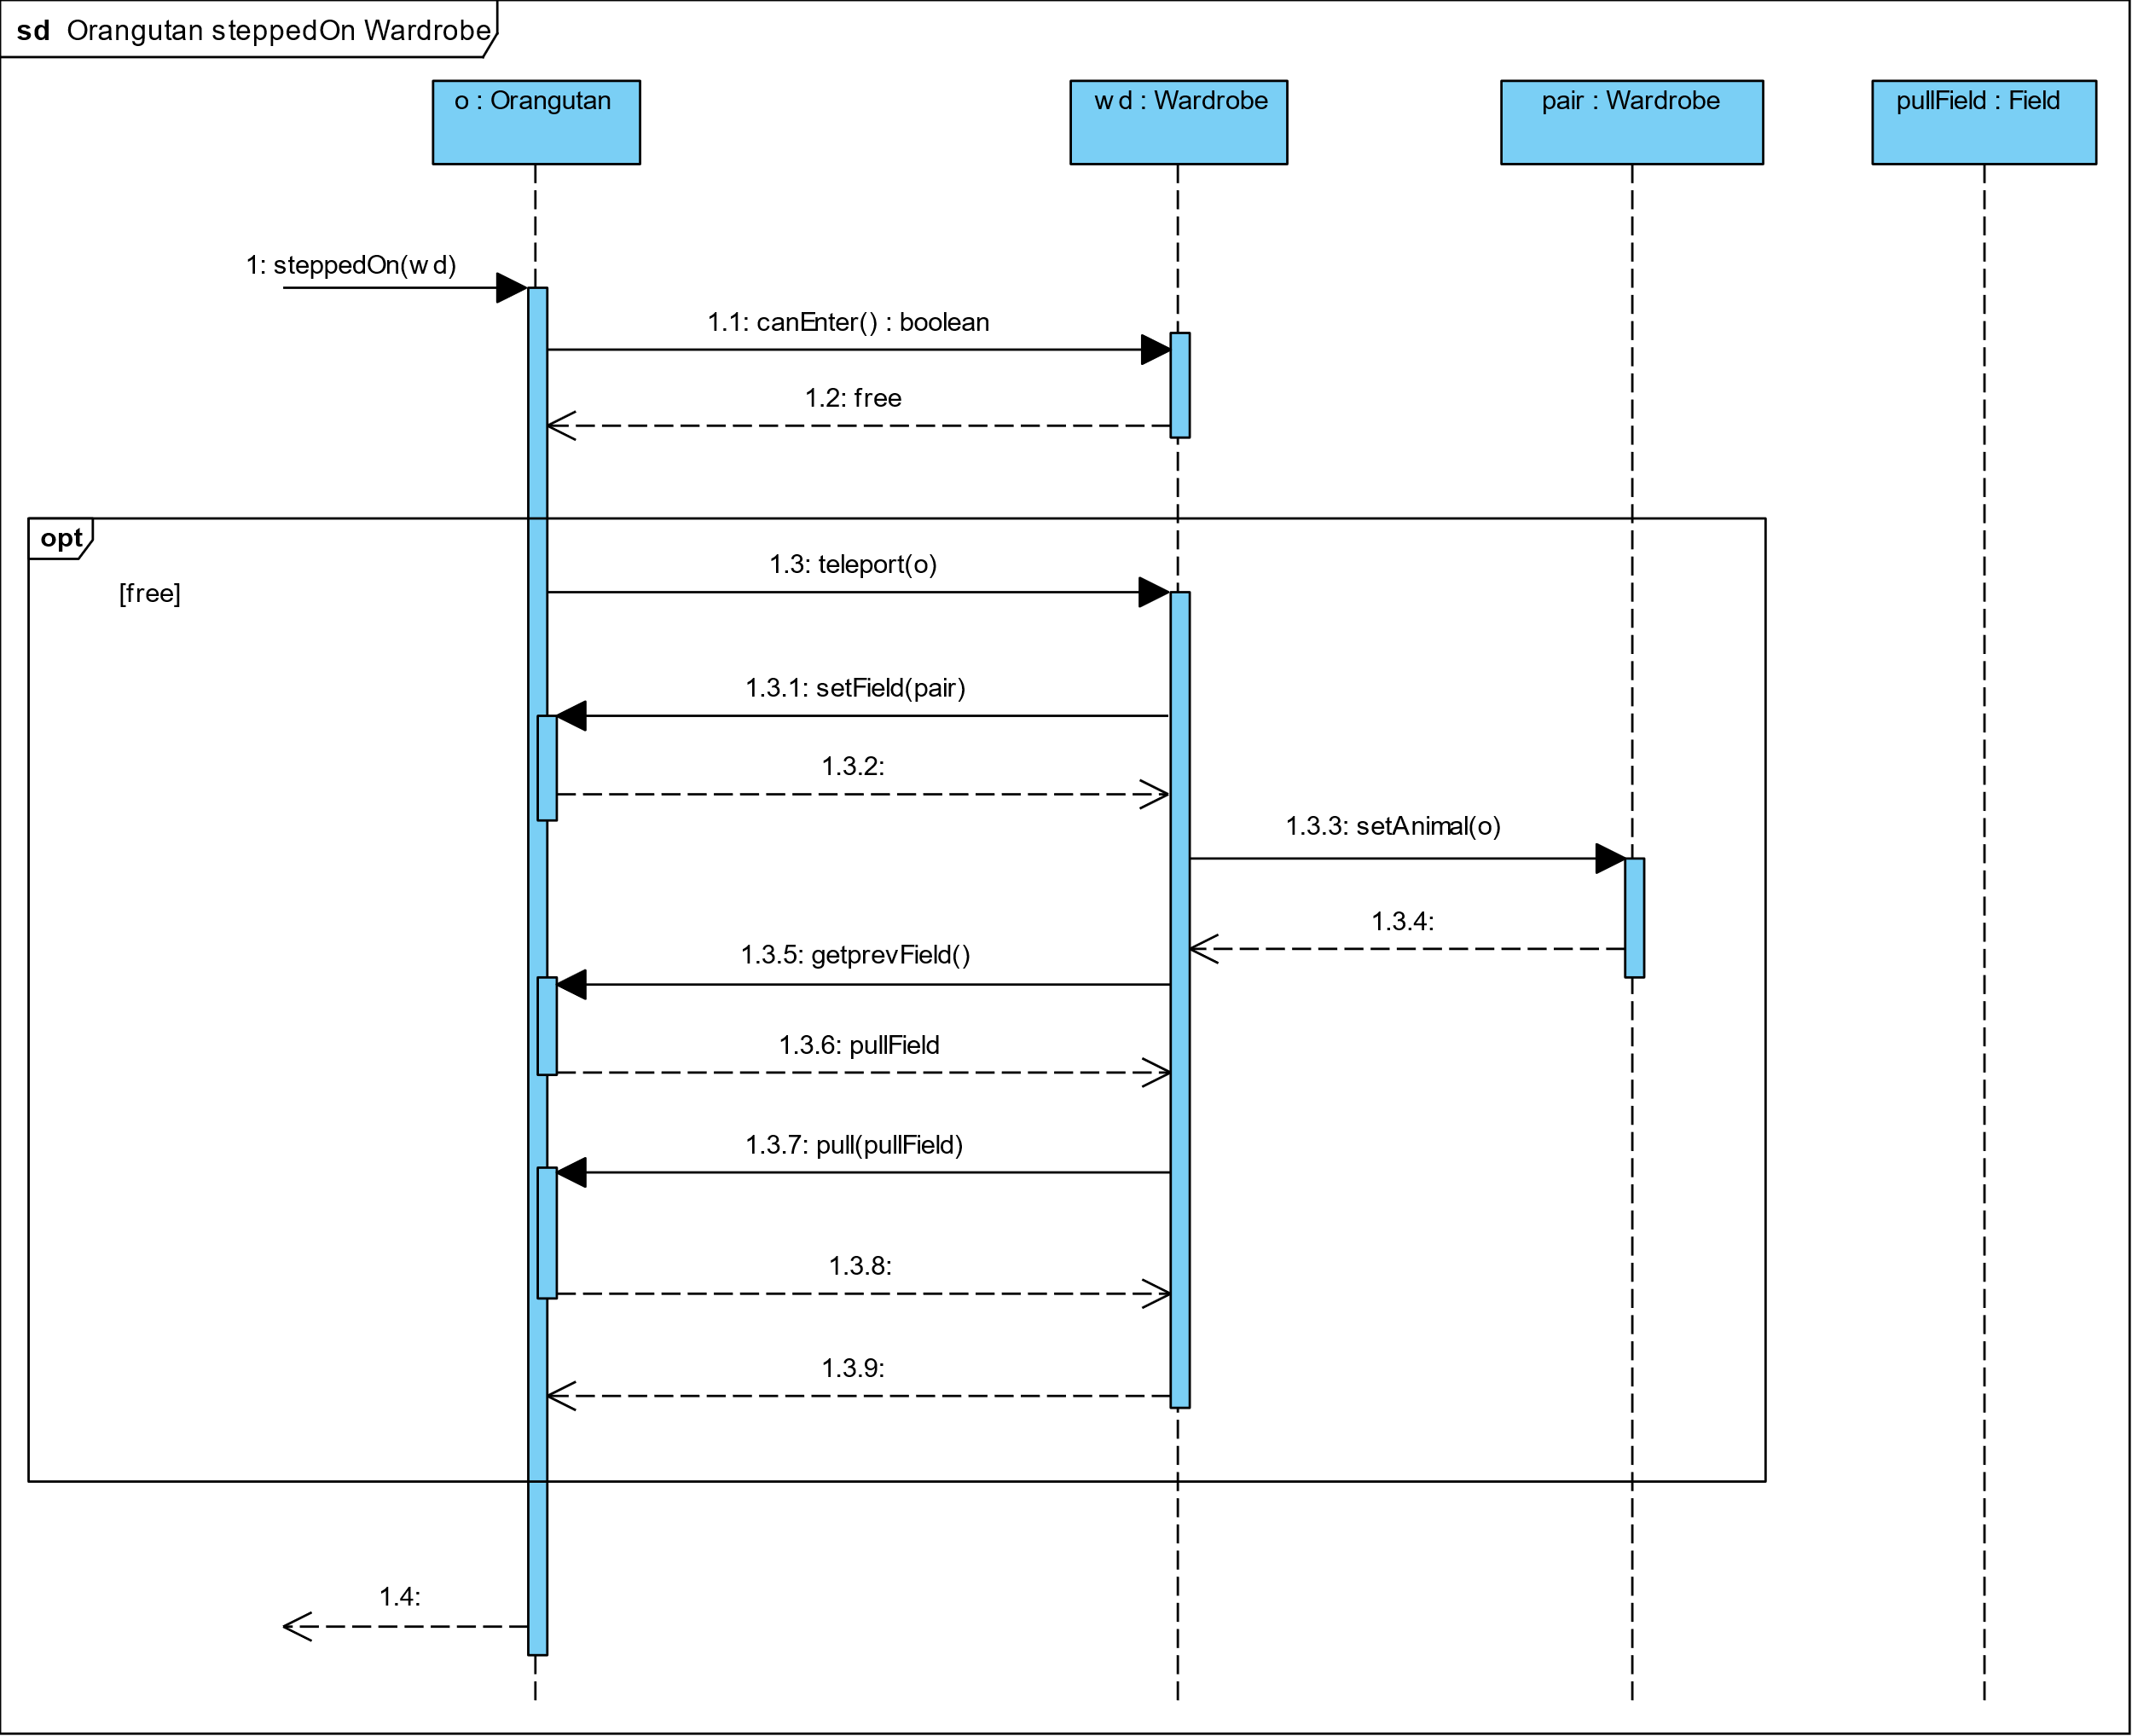 sd Orangutan steppedOn Wardrobe
o : Orangutan
wd : Wardrobe
pair : Wardrobe
pullField : Field
1: steppedOn(wd)
1.1: canEnter() : boolean
1.2: free
opt
1.3: teleport(o)
[free]
1.3.1: setField(pair)
1.3.2:
1.3.3: setAnimal(o)
1.3.4:
1.3.5: getprevField()
1.3.6: pullField
1.3.7: pull(pullField)
1.3.8:
1.3.9:
1.4: